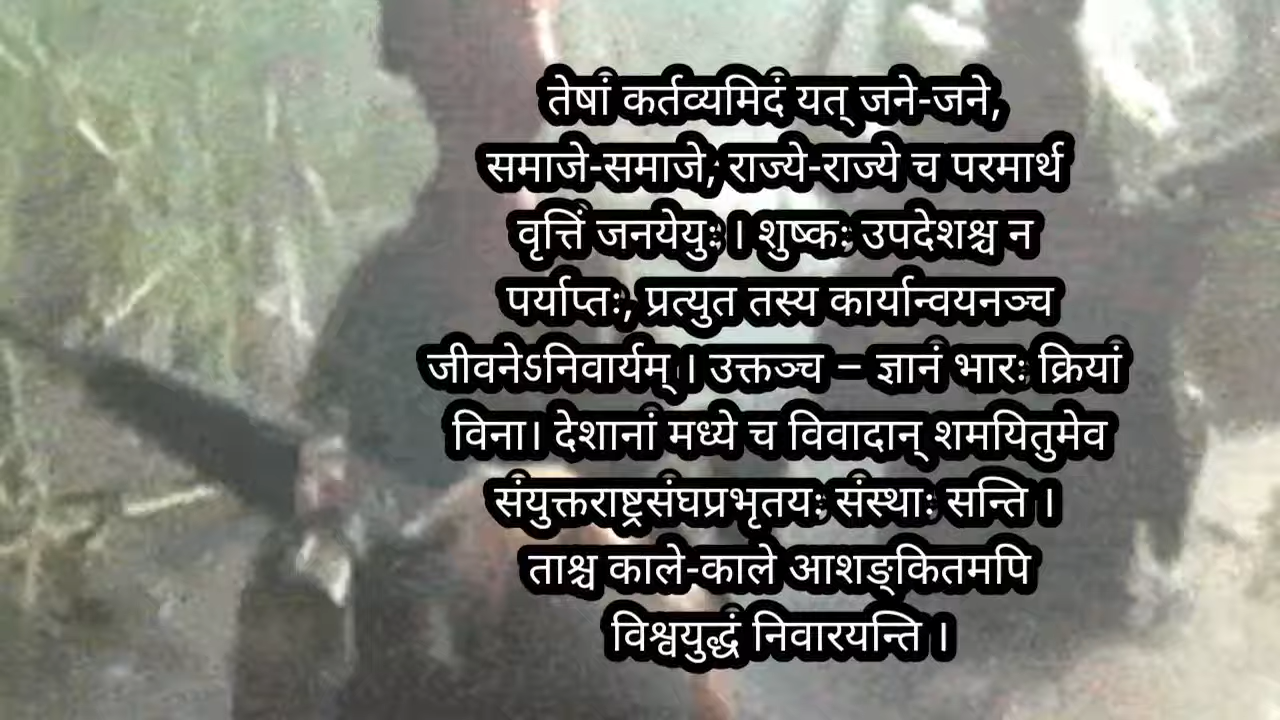 तेषां कर्तव्यमिदं यत् जने-जने,
समाजे-समाजे, राज्ये-राज्ये च परमार्थ
वृत्तिं जनयेयुः । शुष्कः उपदेशश्च न
पर्याप्तः, प्रत्युत तस्य कार्यान्वयनञ्च
जीवनेऽनिवार्यम् । उक्तञ्च – ज्ञानं भारः क्रियां
विना। देशानां मध्ये च विवादान् शमयितुमेव
संयुक्तराष्ट्रसंघप्रभृतयः संस्थाः सन्ति ।
ताश्च काले-काले आशङ्कितमपि
विश्वयुद्धं निवारयन्ति ।